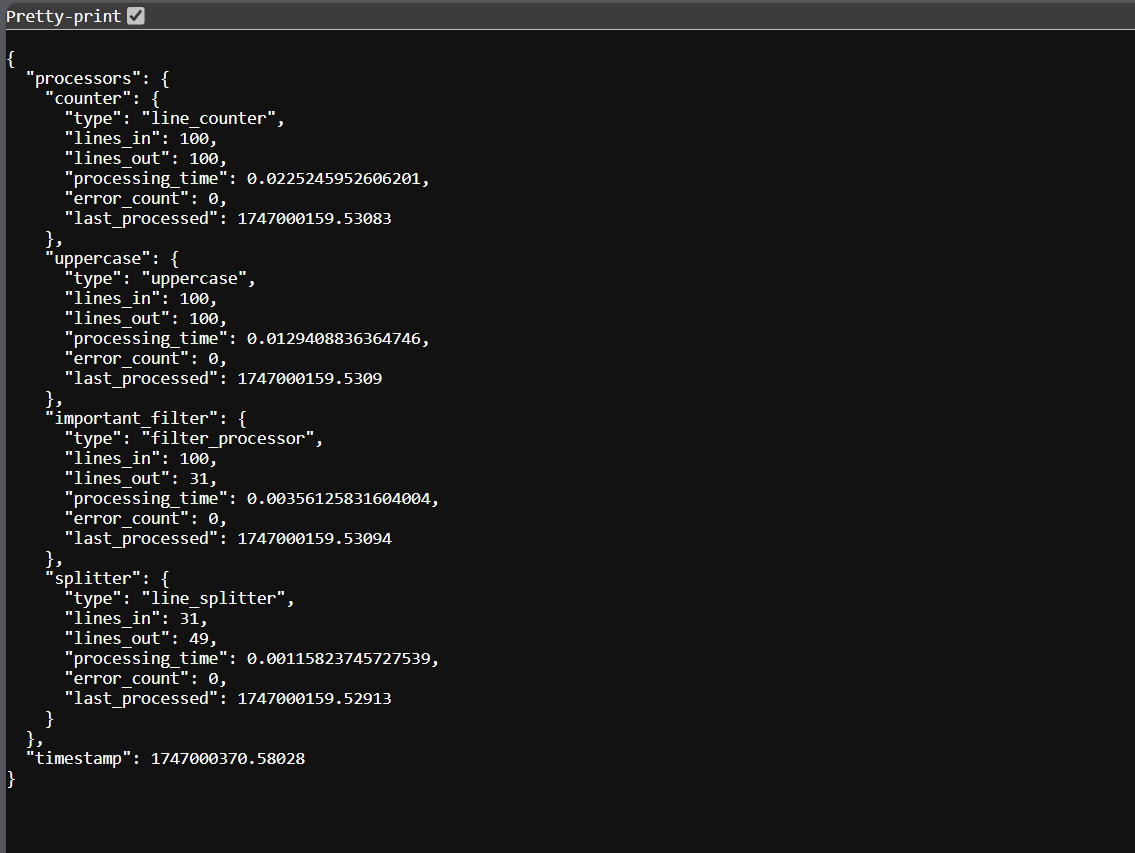 Pretty-print
{
  "processors": {
    "counter": {
      "type": "line_counter",
      "lines_in": 100,
      "lines_out": 100,
      "processing_time": 0.0225245952606201,
      "error_count": 0,
      "last_processed": 1747000159.53083
    },
    "uppercase": {
      "type": "uppercase",
      "lines_in": 100,
      "lines_out": 100,
      "processing_time": 0.0129408836364746,
      "error_count": 0,
      "last_processed": 1747000159.5309
    },
    "important_filter": {
      "type": "filter_processor",
      "lines_in": 100,
      "lines_out": 31,
      "processing_time": 0.00356125831604004,
      "error_count": 0,
      "last_processed": 1747000159.53094
    },
    "splitter": {
      "type": "line_splitter",
      "lines_in": 31,
      "lines_out": 49,
      "processing_time": 0.00115823745727539,
      "error_count": 0,
      "last_processed": 1747000159.52913
    }
  },
  "timestamp": 1747000370.58028
}